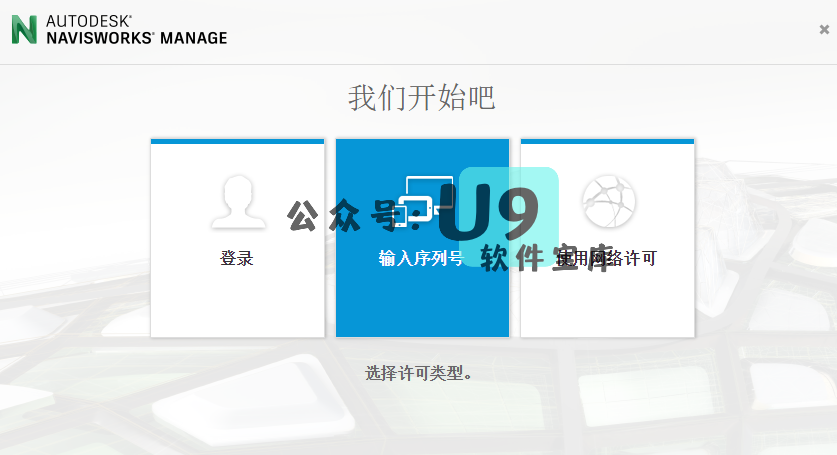 AUTODESK®
NAVISWORKS® MANAGE
我们开始吧
公众号:U9
软件宝库
登录
输入序列号
使用网络许可
选择许可类型。